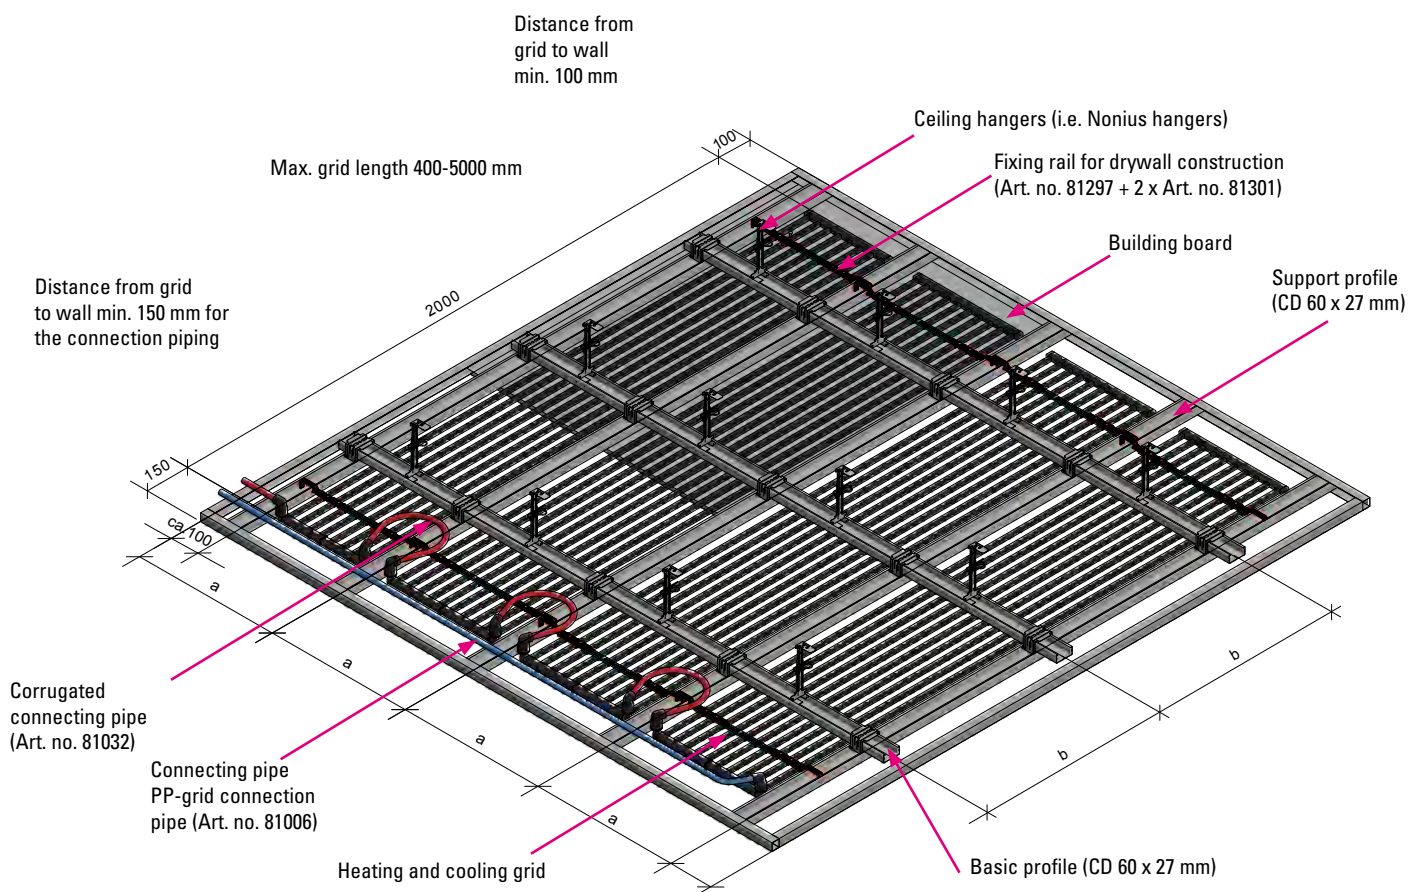 Distance from
grid to wall
min. 100 mm
Ceiling hangers (i.e. Nonius hangers)
100
Fixing rail for drywall construction
(Art. no. 81297 + 2 x Art. no. 81301)
Max. grid length 400-5000 mm
Building board
Support profile
(CD 60 x 27 mm)
Distance from grid
to wall min. 150 mm for
the connection piping
2000
150
ca.100
a
a
a
a
b
b
Corrugated
connecting pipe
(Art. no. 81032)
Connecting pipe
PP-grid connection
pipe (Art. no. 81006)
Heating and cooling grid
Basic profile (CD 60 x 27 mm)